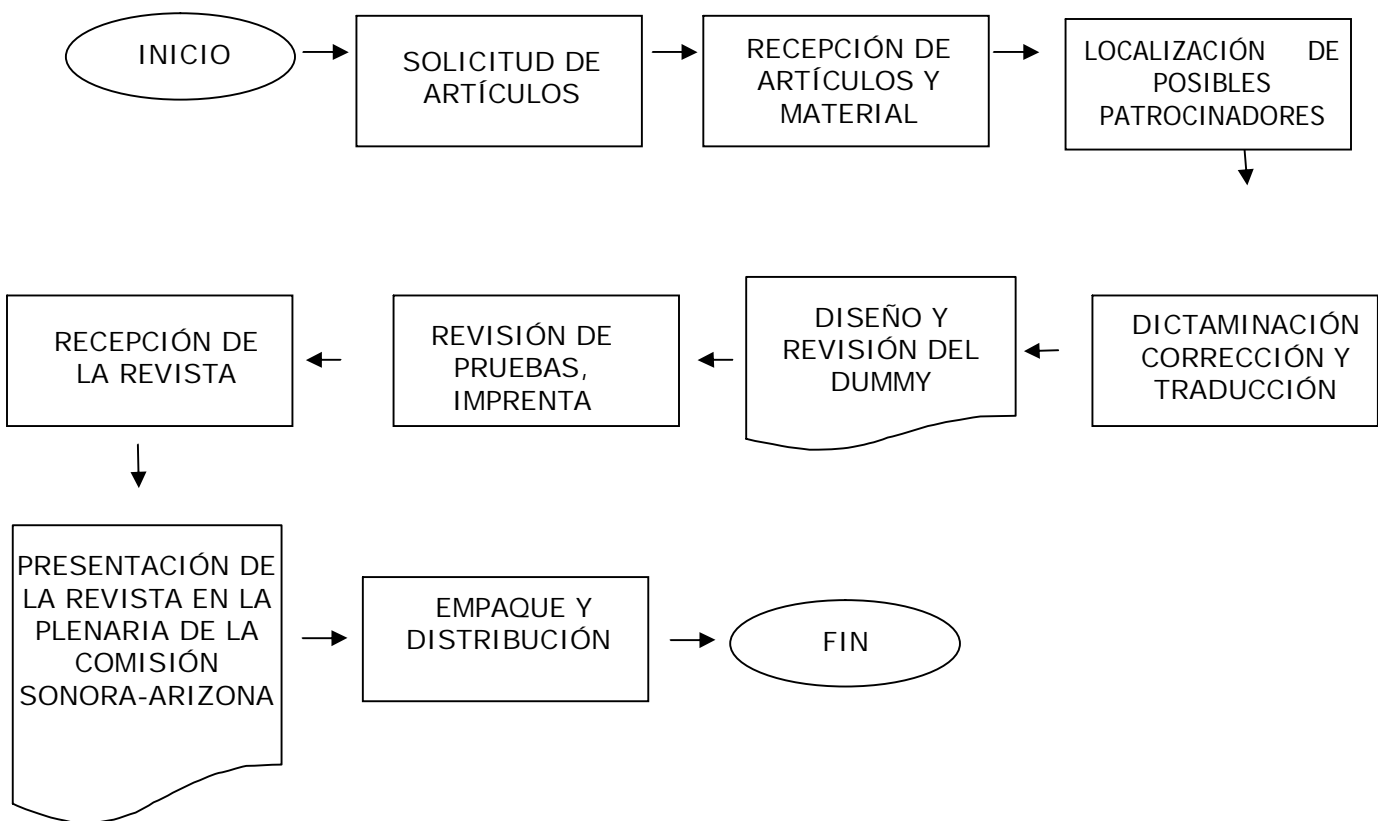 INICIO
SOLICITUD DE
ARTÍCULOS
RECEPCIÓN DE
ARTÍCULOS Y
MATERIAL
LOCALIZACIÓN DE
POSIBLES
PATROCINADORES
DICTAMINACIÓN
CORRECCIÓN Y
TRADUCCIÓN
DISEÑO Y
REVISIÓN DEL
DUMMY
REVISIÓN DE
PRUEBAS,
IMPRENTA
RECEPCIÓN DE
LA REVISTA
PRESENTACIÓN DE
LA REVISTA EN LA
PLENARIA DE LA
COMISIÓN
SONORA-ARIZONA
EMPAQUE Y
DISTRIBUCIÓN
FIN